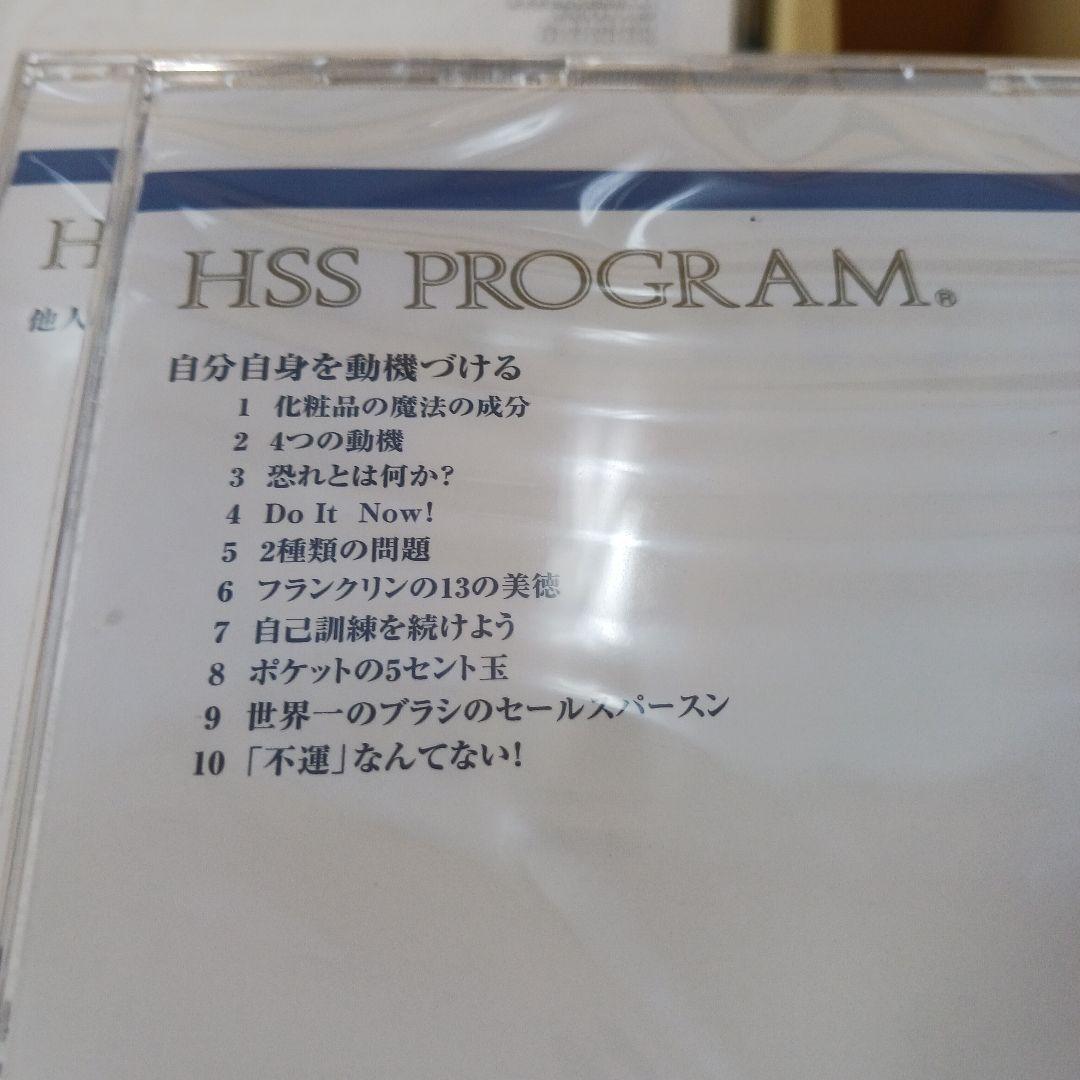 HSS PROGRAM®
自分自身を動機づける
1 化粧品の魔法の成分
2 4つの動機
3 恐れとは何か?
4 Do It Now!
5 2種類の問題
6 フランクリンの13の美徳
7 自己訓練を続けよう
8 ポケットの5セント玉
9 世界一のブラシのセールスパースン
10 「不運」なんてない!
H
他人